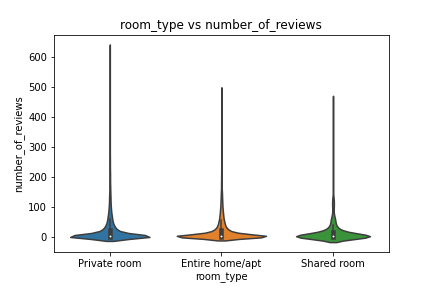 room_type vs number_of_reviews
number_of_reviews
600
500
400
300
200
100
0
Private room
Entire home/apt
Shared room
room_type